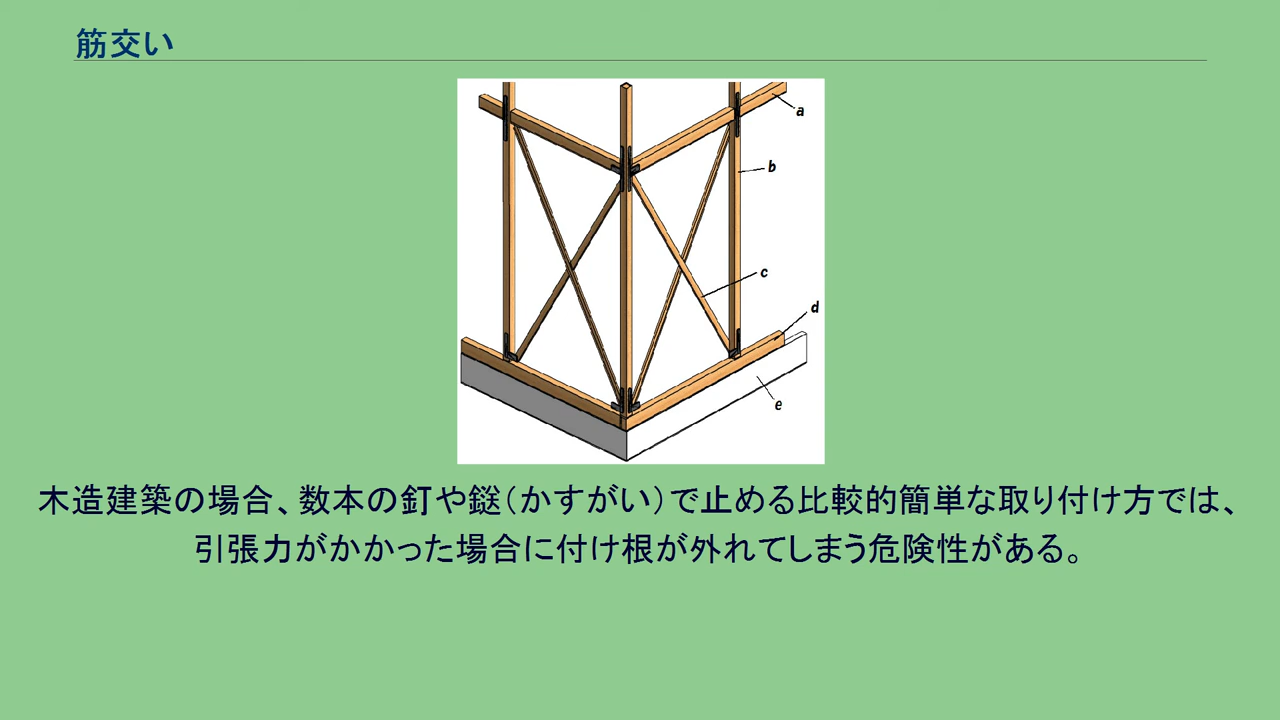 筋交い
a
b
c
d
e
木造建築の場合、数本の釘や鎹（かすがい）で止める比較的簡単な取り付け方では、
引張力がかかった場合に付け根が外れてしまう危険性がある。